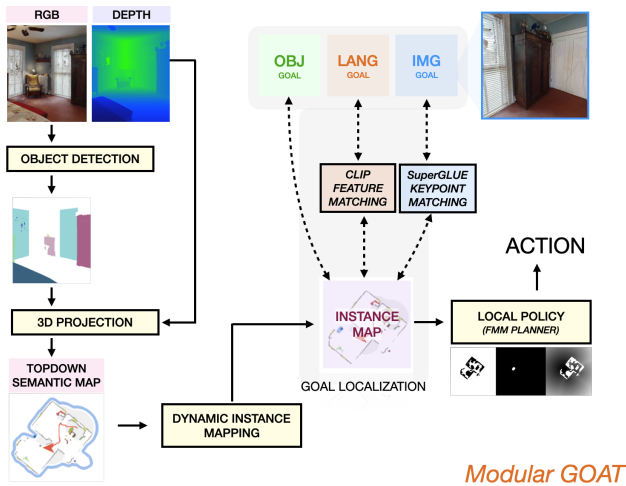 RGB
DEPTH
OBJECT DETECTION
3D PROJECTION
TOPDOWN
SEMANTIC MAP
DYNAMIC INSTANCE
MAPPING
OBJ
GOAL
LANG
GOAL
IMG
GOAL
CLIP
FEATURE
MATCHING
SuperGLUE
KEYPOINT
MATCHING
INSTANCE
MAP
GOAL LOCALIZATION
ACTION
LOCAL POLICY
(FMM PLANNER)
Modular GOAT